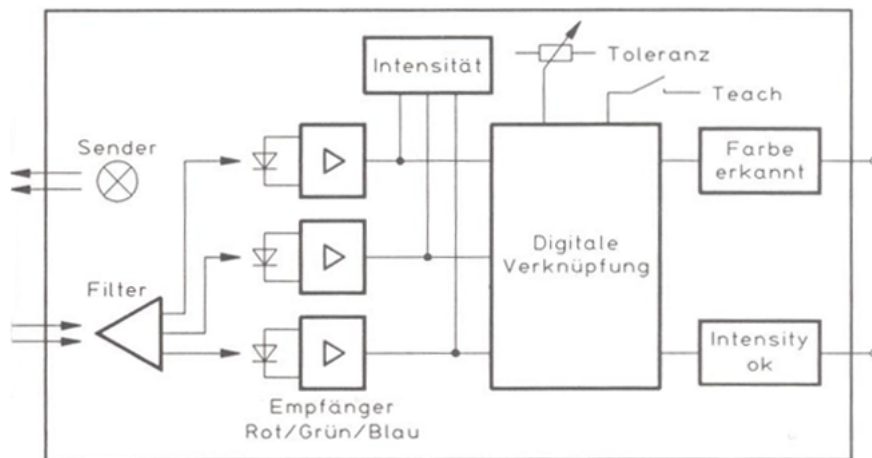 Intensität
Toleranz
Teach
Sender
Farbe
erkannt
Filter
Digitale
Verknüpfung
Intensity
ok
Empfänger
Rot/Grün/Blau